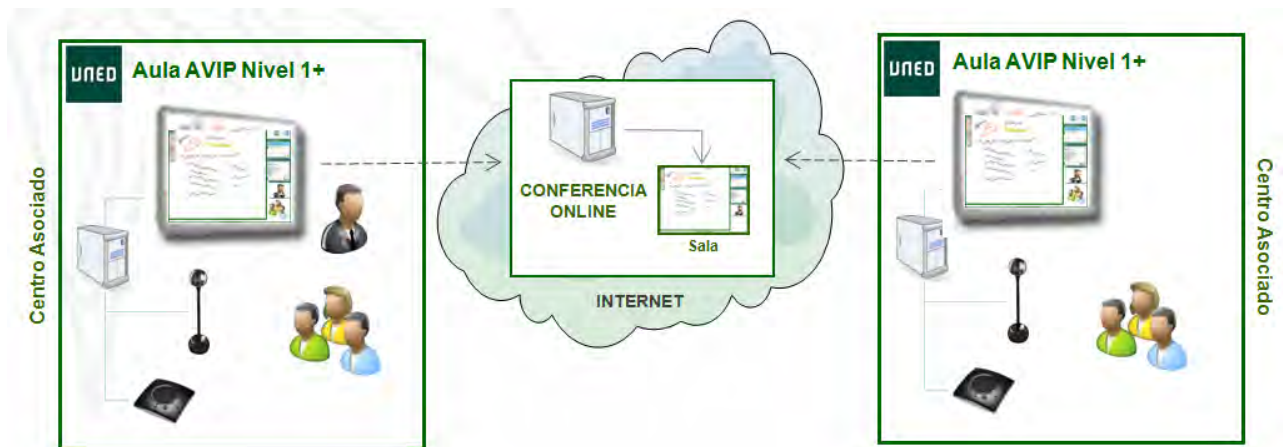 UNED
Aula AVIP Nivel 1+
Centro Asociado
CONFERENCIA
ONLINE
Sala
INTERNET
UNED
Aula AVIP Nivel 1+
Centro Asociado